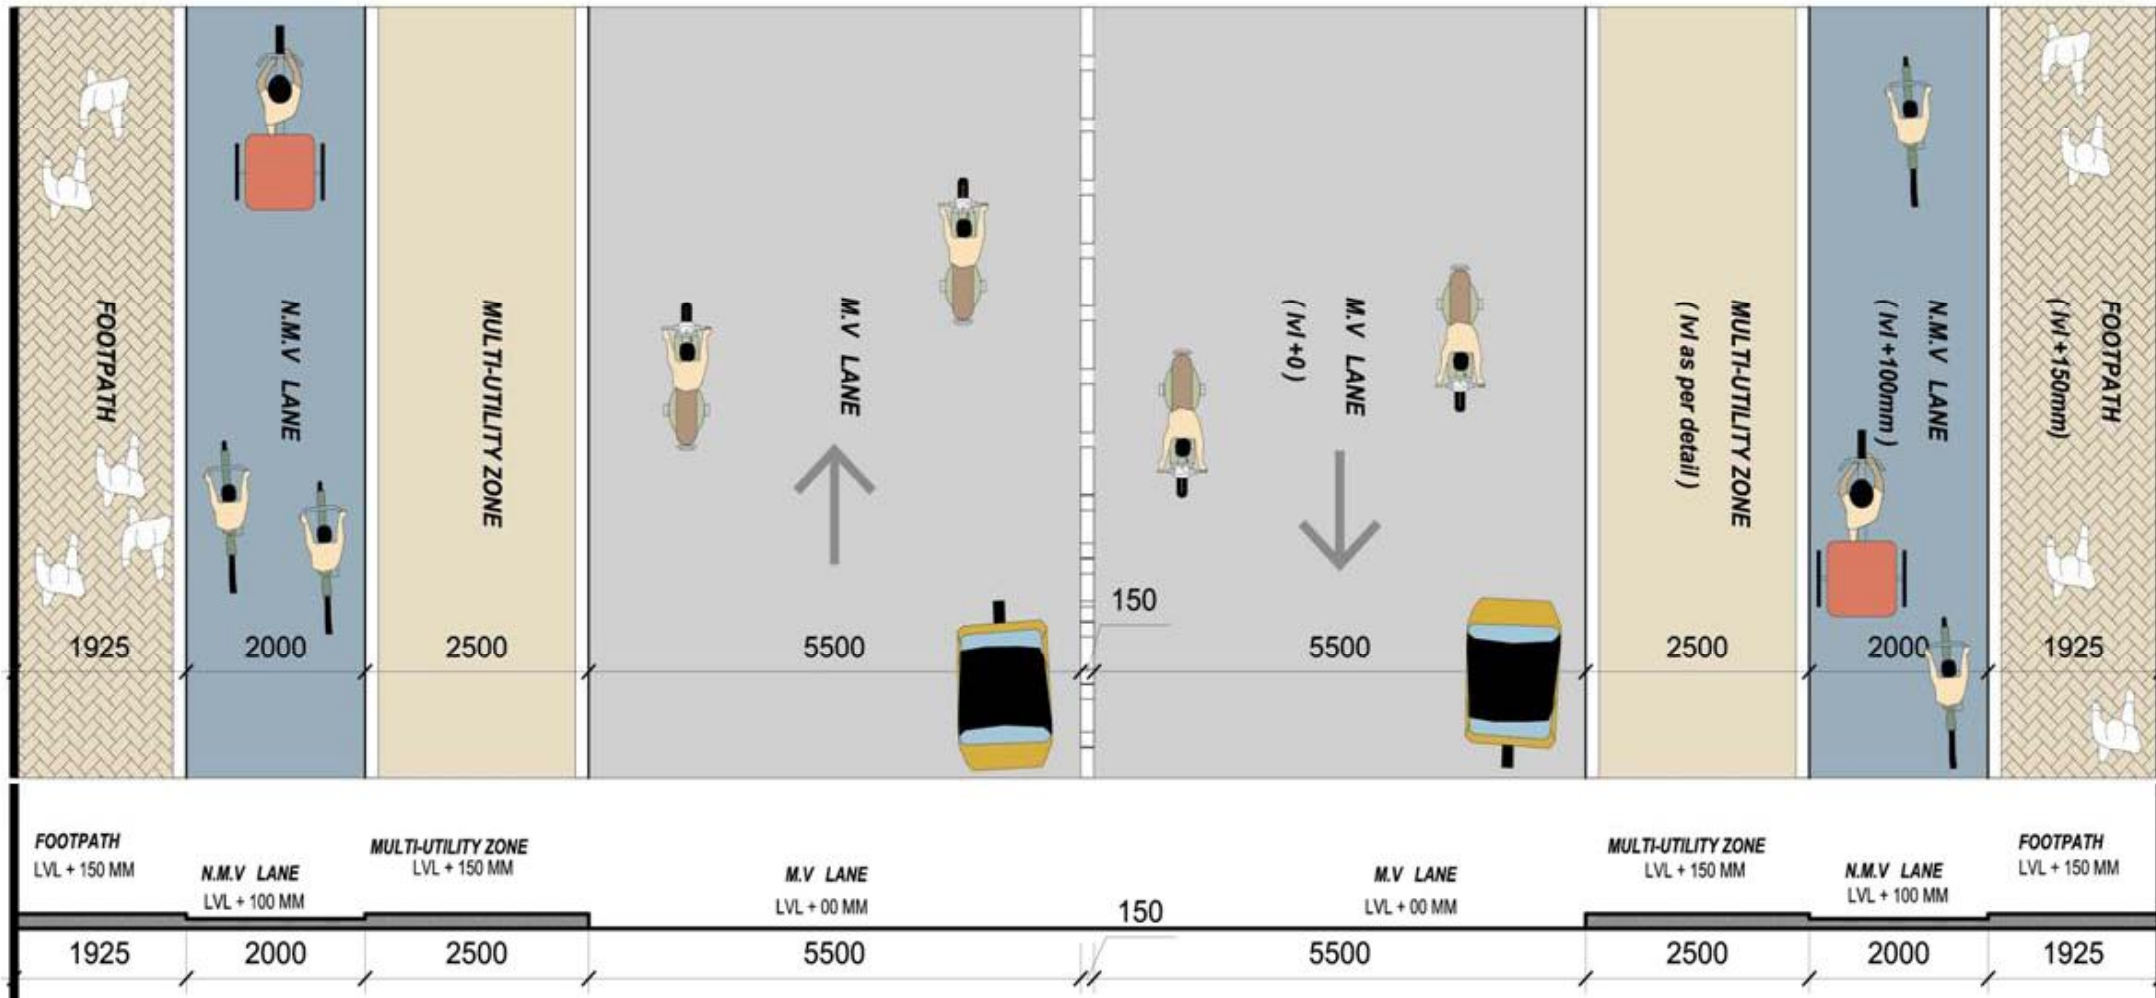 FOOTPATH
N.M.V LANE
MULTI-UTILITY ZONE
M.V LANE
M.V LANE
( lvl +0 )
MULTI-UTILITY ZONE
( lvl as per detail )
N.M.V LANE
( lvl +100mm )
FOOTPATH
( lvl +150mm)
150
1925
2000
2500
5500
5500
2500
2000
1925
FOOTPATH
LVL + 150 MM
N.M.V LANE
LVL + 100 MM
MULTI-UTILITY ZONE
LVL + 150 MM
M.V LANE
LVL + 00 MM
150
M.V LANE
LVL + 00 MM
MULTI-UTILITY ZONE
LVL + 150 MM
N.M.V LANE
LVL + 100 MM
FOOTPATH
LVL + 150 MM
1925
2000
2500
5500
5500
2500
2000
1925